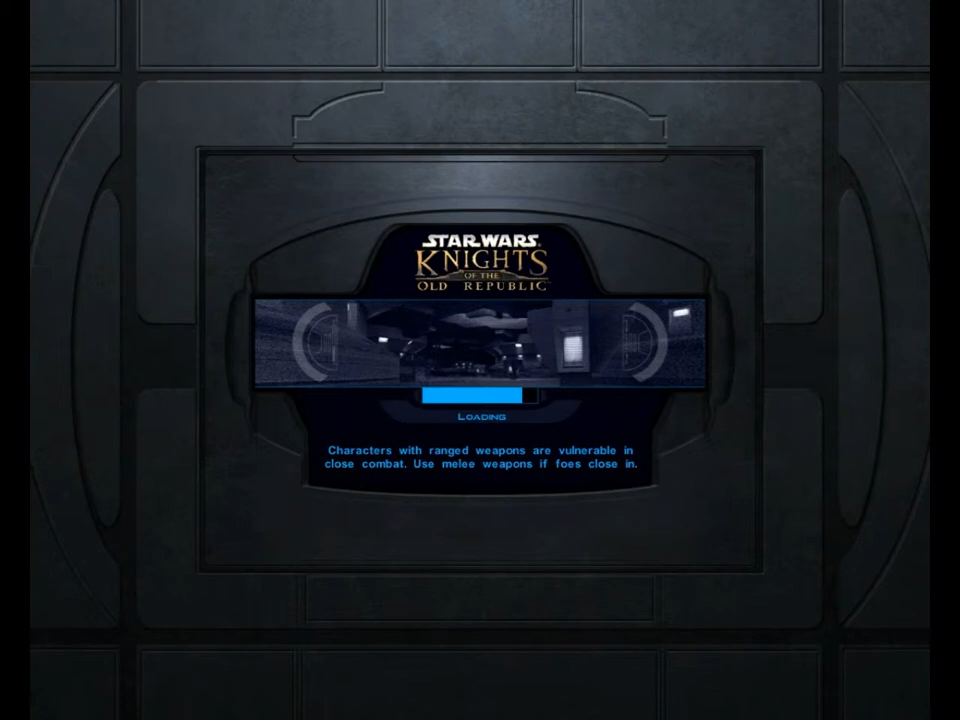 STAR WARS
KNIGHTS
OF THE
OLD REPUBLIC
LOADING
Characters with ranged weapons are vulnerable in
close combat. Use melee weapons if foes close in.